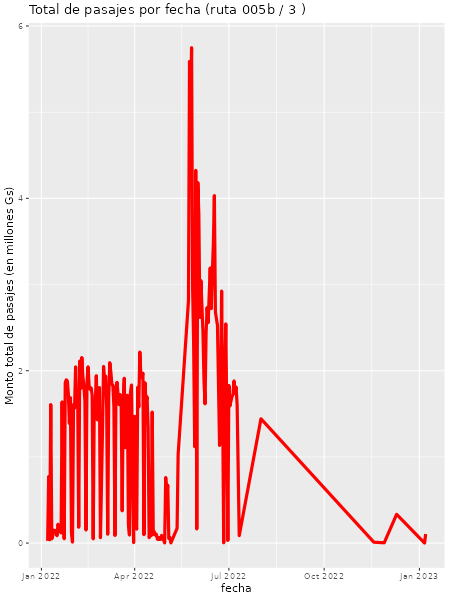 Total de pasajes por fecha (ruta 005b / 3 )
Monto total de pasajes (en millones Gs)
6
4
2
0
Jan 2022
Apr 2022
Jul 2022
Oct 2022
Jan 2023
fecha